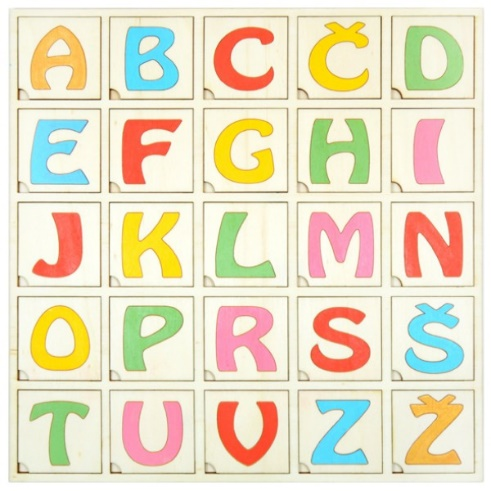 A B C Č D
E F G H I
J K L M N
O P R S Š
T U V Z Ž